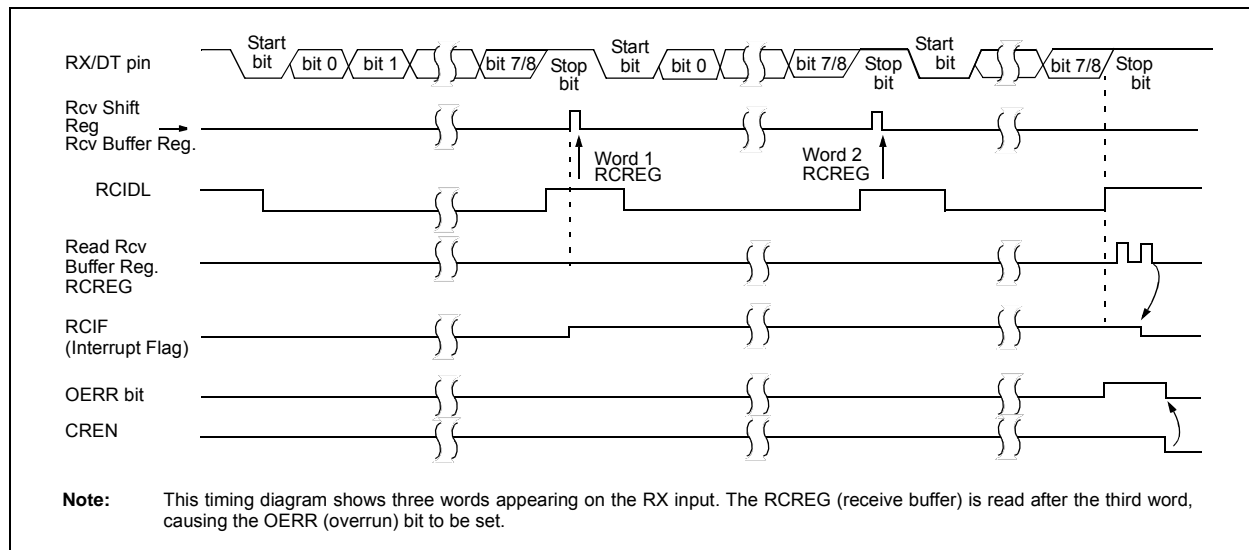 RX/DT pin
Start bit
bit 0
bit 1
bit 7/8
Stop bit
Start bit
bit 0
bit 7/8
Stop bit
Start bit
bit 7/8
Stop bit
Rcv Shift
Reg
Rcv Buffer Reg.
Word 1
RCREG
Word 2
RCREG
RCIDL
Read Rcv
Buffer Reg.
RCREG
RCIF
(Interrupt Flag)
OERR bit
CREN
Note: This timing diagram shows three words appearing on the RX input. The RCREG (receive buffer) is read after the third word,
causing the OERR (overrun) bit to be set.